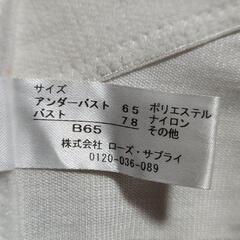 サイズ
アンダーバスト 65 ポリエステル
バスト 78 ナイロン
B65 その他
株式会社 ローズ・サプライ
0120-036-089